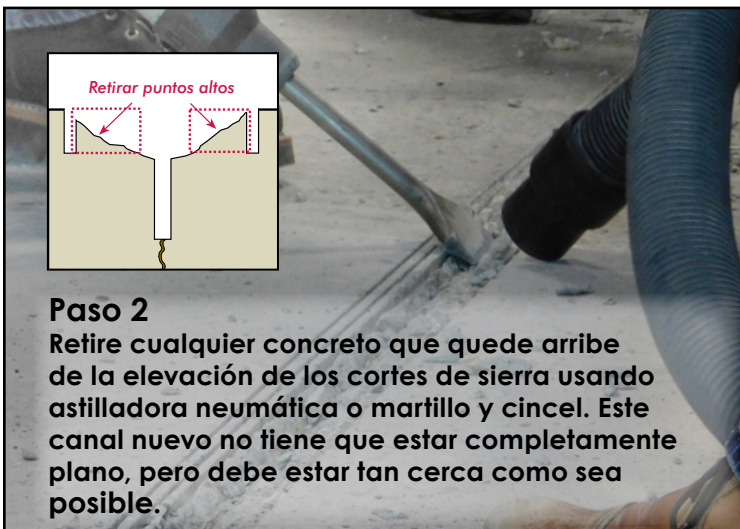 Retirar puntos altos
Paso 2
Retire cualquier concreto que quede arribe
de la elevación de los cortes de sierra usando
astilladora neumática o martillo y cincel. Este
canal nuevo no tiene que estar completamente
plano, pero debe estar tan cerca como sea
posible.